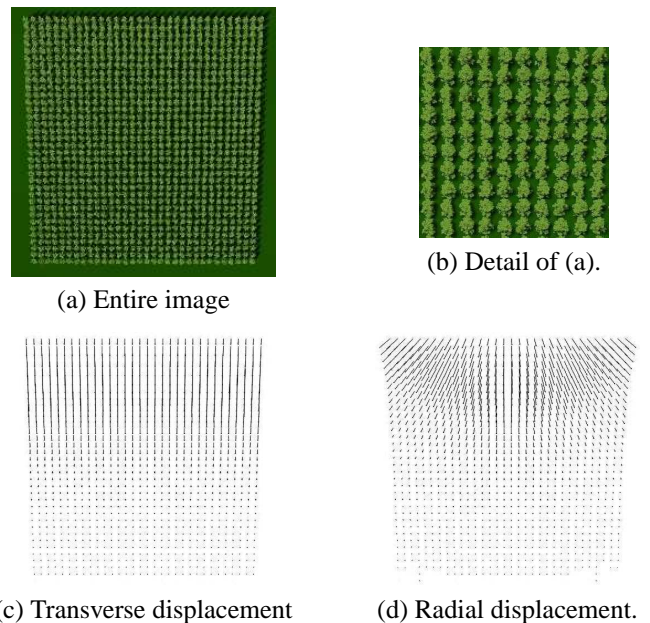 (a) Entire image
(b) Detail of (a).
(c) Transverse displacement
(d) Radial displacement.